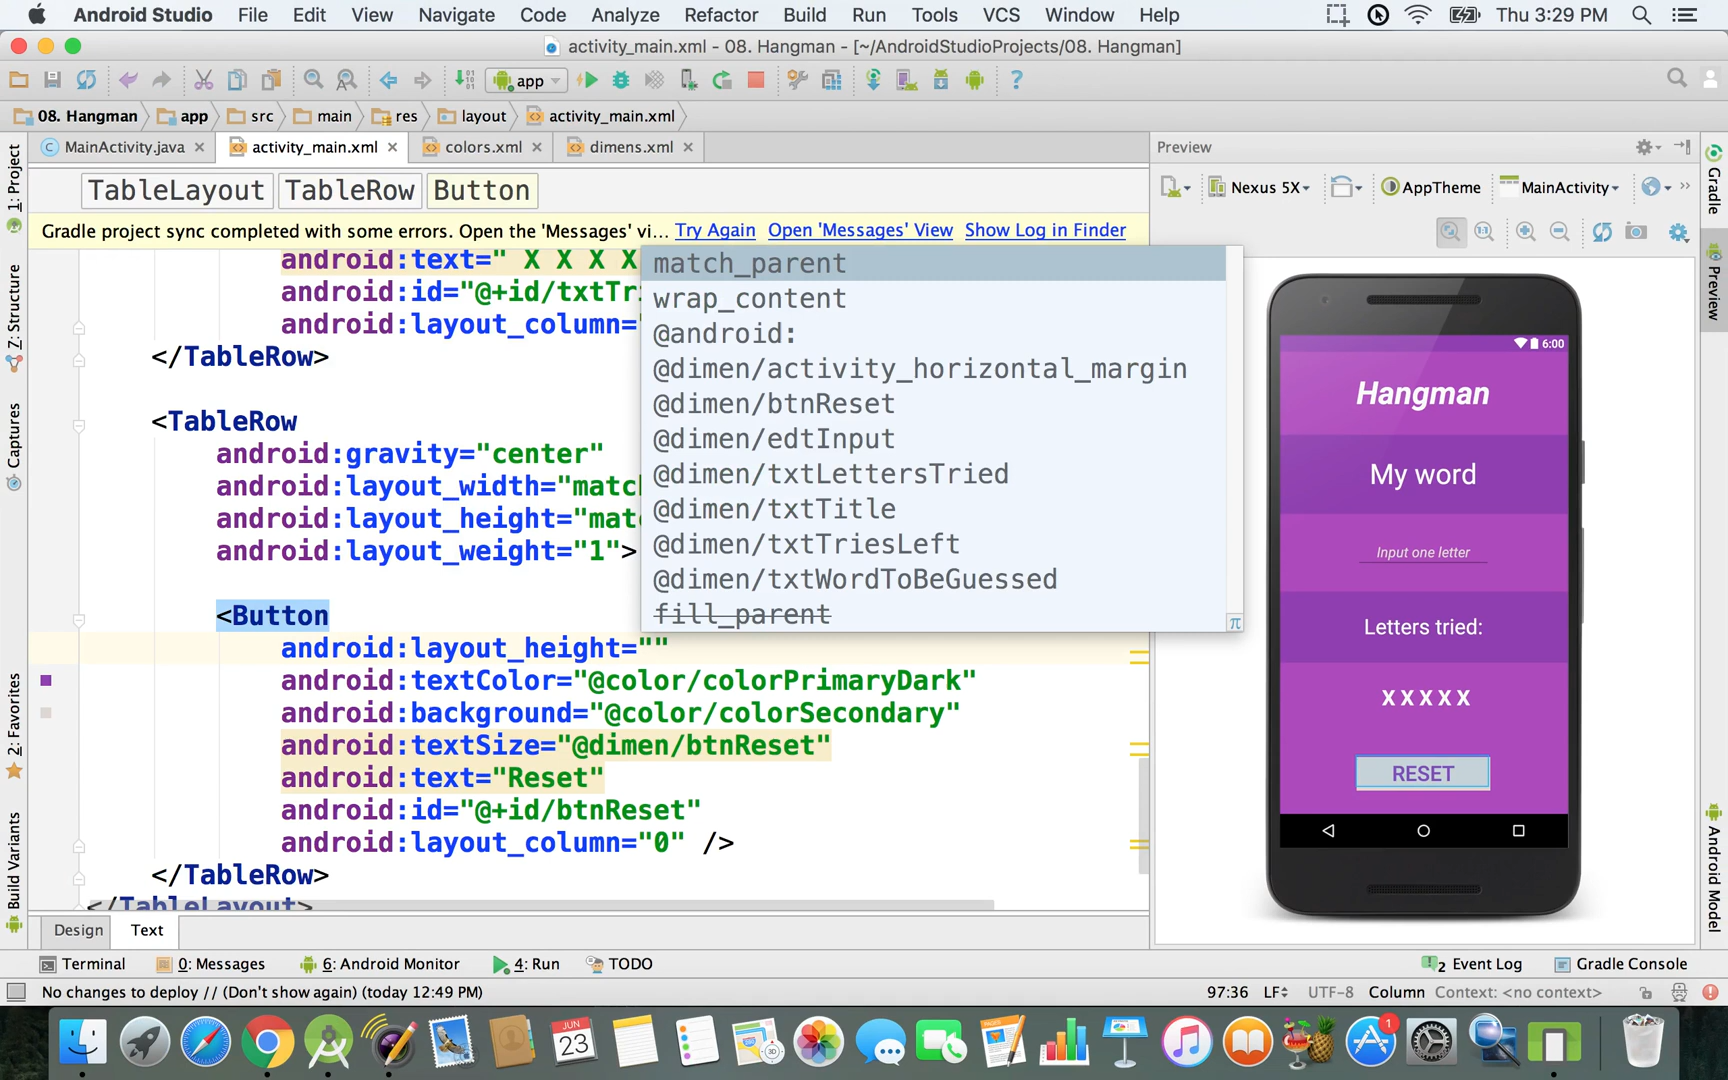 Android Studio File Edit View Navigate Code Analyze Refactor Build Run Tools VCS Window Help Thu 3:29 PM
activity_main.xml - 08. Hangman - [~/AndroidStudioProjects/08. Hangman]
app
08. Hangman app src main res layout activity_main.xml
MainActivity.java activity_main.xml colors.xml dimens.xml Preview
TableLayout TableRow Button
Nexus 5X AppTheme MainActivity
Gradle project sync completed with some errors. Open the 'Messages' vi... Try Again Open 'Messages' View Show Log in Finder
android:text=" X X X X
android:id="@+id/txtTri
android:layout_column="
</TableRow>
<TableRow
android:gravity="center"
android:layout_width="matc
android:layout_height="mat
android:layout_weight="1">
<Button
android:layout_height=""
android:textColor="@color/colorPrimaryDark"
android:background="@color/colorSecondary"
android:textSize="@dimen/btnReset"
android:text="Reset"
android:id="@+id/btnReset"
android:layout_column="0" />
</TableRow>
</TableLayout>
match_parent
wrap_content
@android:
@dimen/activity_horizontal_margin
@dimen/btnReset
@dimen/edtInput
@dimen/txtLettersTried
@dimen/txtTitle
@dimen/txtTriesLeft
@dimen/txtWordToBeGuessed
fill_parent
π
6:00
Hangman
My word
Input one letter
Letters tried:
X X X X X
RESET
1: Project
7: Structure
Captures
2: Favorites
Build Variants
Gradle
Preview
Android Model
Design Text
Terminal 0: Messages 6: Android Monitor 4: Run TODO 2 Event Log Gradle Console
No changes to deploy // (Don't show again) (today 12:49 PM) 97:36 LF UTF-8 Column Context: <no context>
JUN
23
3D
1